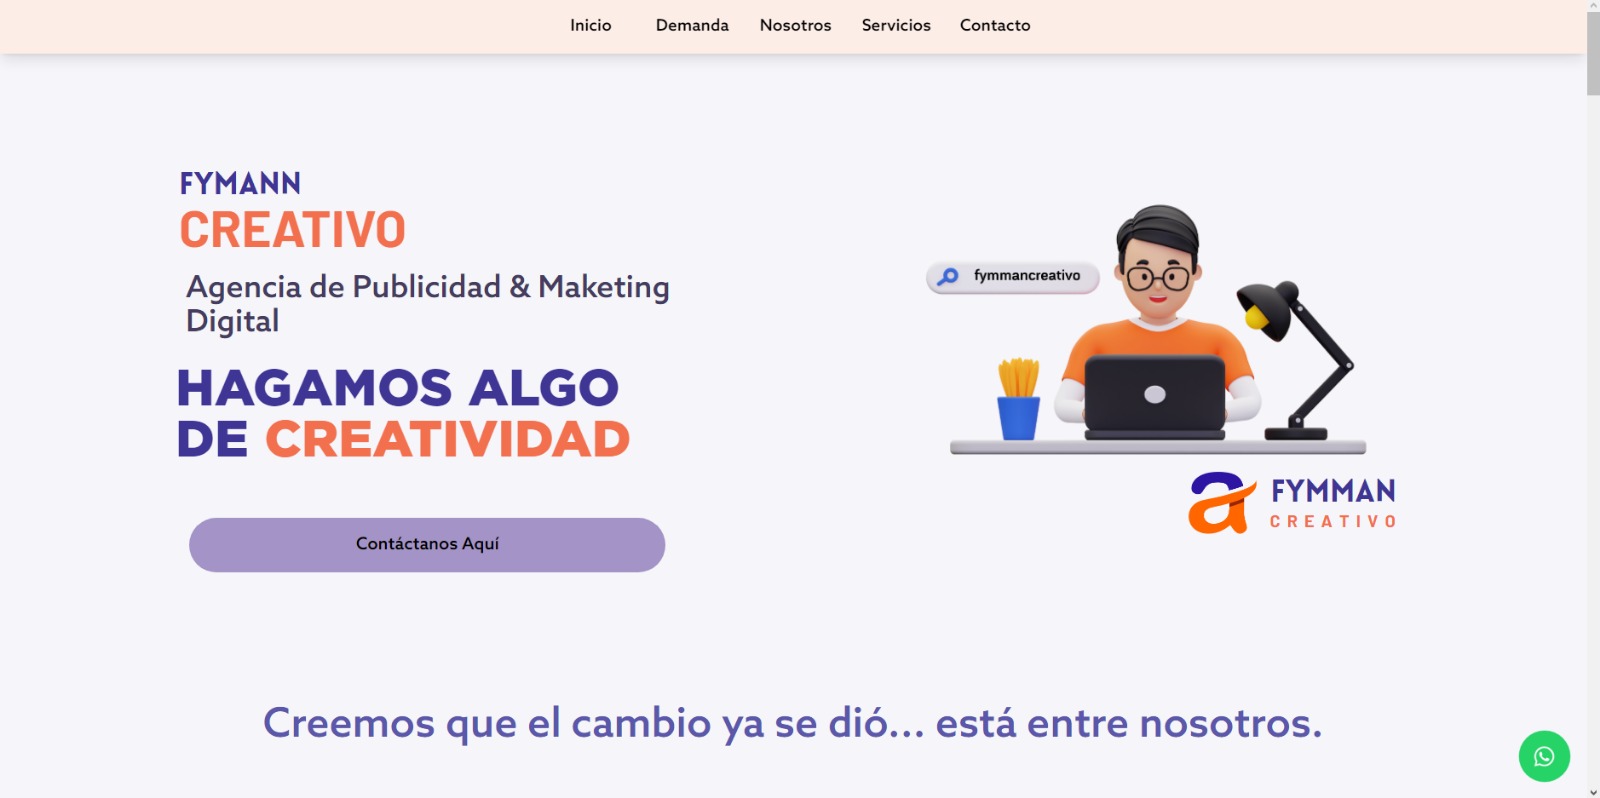 Inicio Demanda Nosotros Servicios Contacto
FYMANN
CREATIVO
Agencia de Publicidad & Maketing
Digital
HAGAMOS ALGO
DE CREATIVIDAD
Contáctanos Aquí
fymmancreativo
FYMMAN
CREATIVO
Creemos que el cambio ya se dió... está entre nosotros.